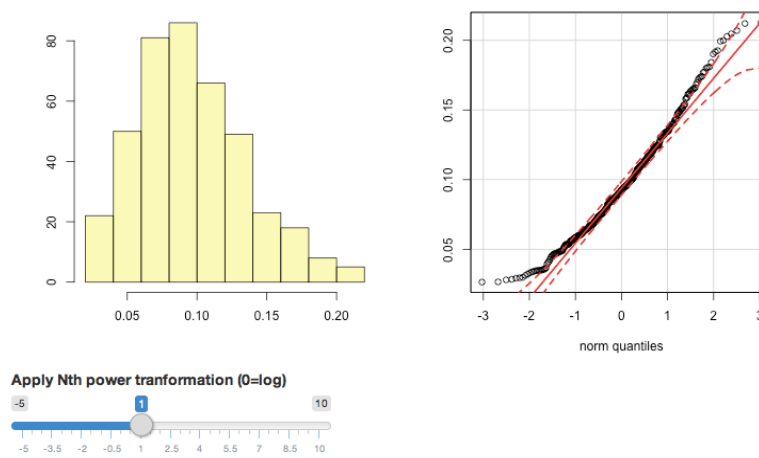 80
60
40
20
0
0.05 0.10 0.15 0.20
0.20
0.15
0.10
0.05
-3 -2 -1 0 1 2 3
norm quantiles
Apply Nth power tranformation (0=log)
-5 1 10
-5 -3.5 -2 -0.5 1 2.5 4 5.5 7 8.5 10